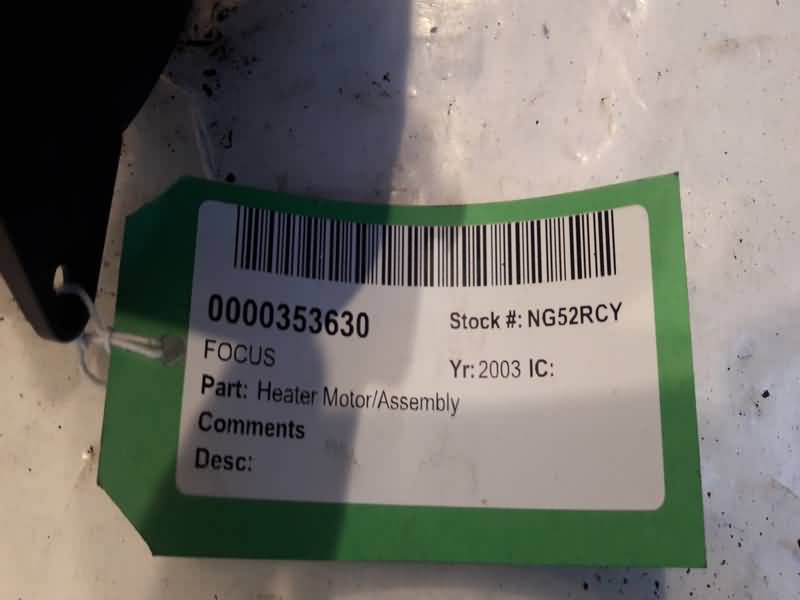 0000353630 Stock #: NG52RCY
FOCUS Yr: 2003 IC:
Part: Heater Motor/Assembly
Comments
Desc: